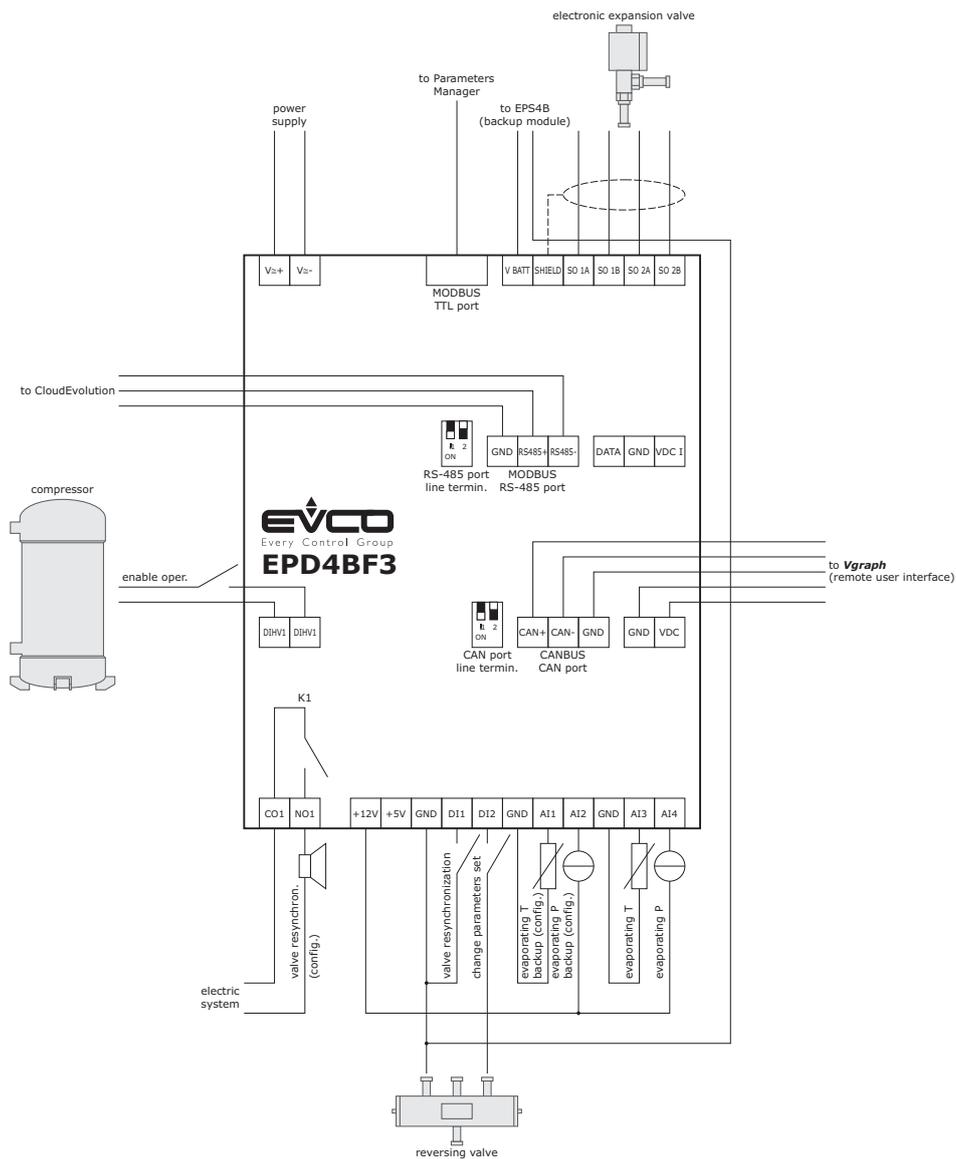 electronic expansion valve
to Parameters
Manager
power
supply
to EPS4B
(backup module)
V≃+ V≃-
V BATT SHIELD SO 1A SO 1B SO 2A SO 2B
MODBUS
TTL port
to CloudEvolution
1 2
ON
GND RS485+ RS485-
DATA GND VDC I
RS-485 port
line termin.
MODBUS
RS-485 port
compressor
EVCO
Every Control Group
EPD4BF3
enable oper.
to Vgraph
(remote user interface)
DIHV1 DIHV1
1 2
ON
CAN+ CAN- GND
GND VDC
CAN port
line termin.
CANBUS
CAN port
K1
CO1 NO1
+12V +5V GND DI1 DI2 GND AI1 AI2 GND AI3 AI4
valve resynchron.
(config.)
valve resynchronization
change parameters set
evaporating T
backup (config.)
evaporating P
backup (config.)
evaporating T
evaporating P
electric
system
reversing valve